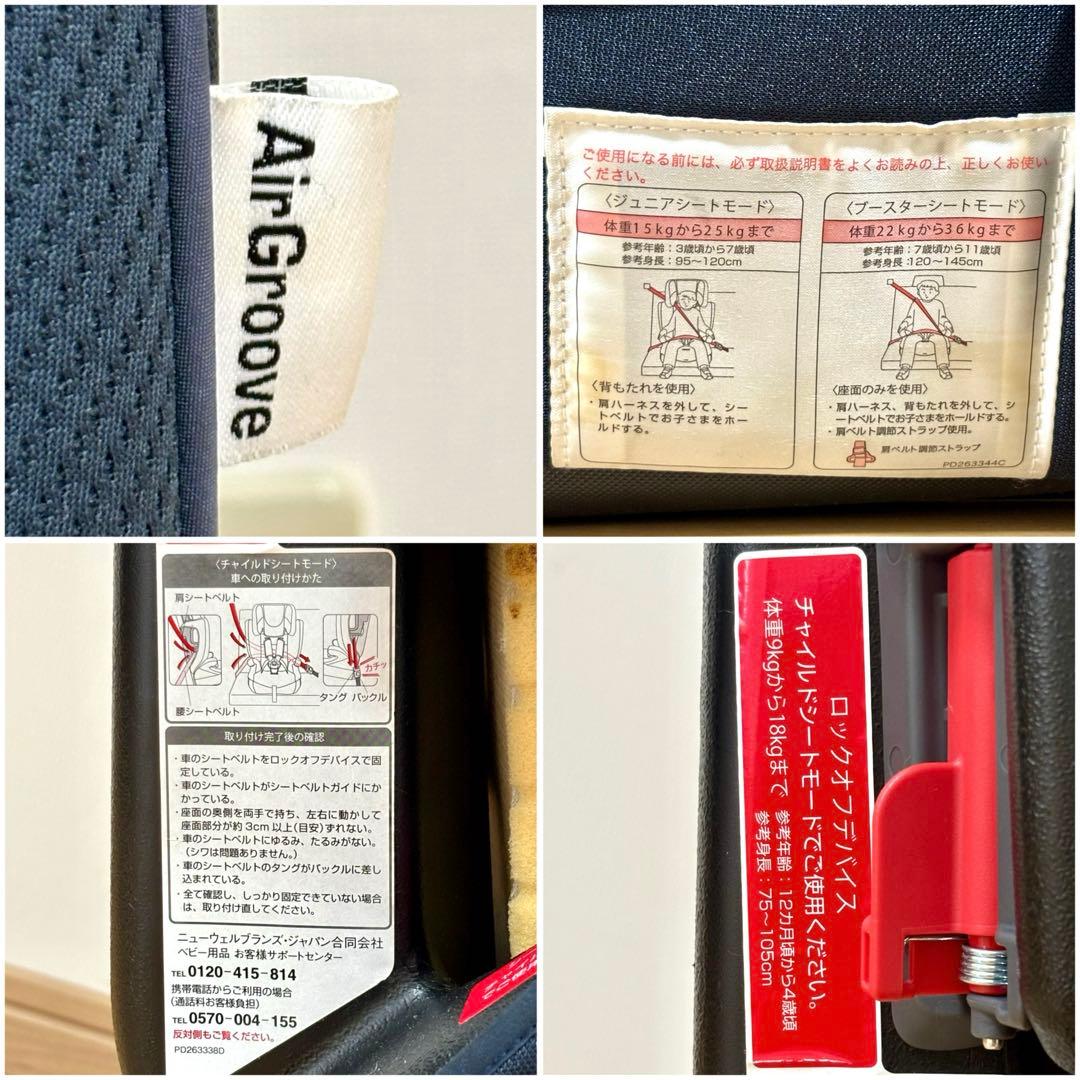 AirGroove
ご使用になる前には、必ず取扱説明書をよくお読みの上、正しくお使い
ください。
〈ジュニアシートモード〉
体重15kgから25kgまで
参考年齢：3歳頃から7歳頃
参考身長：95〜120cm
〈背もたれを使用〉
・肩ハーネスを外して、シー
トベルトでお子さまをホー
ルドする。
〈ブースターシートモード〉
体重22kgから36kgまで
参考年齢：7歳頃から11歳頃
参考身長：120〜145cm
〈座面のみを使用〉
・肩ハーネス、背もたれを外して、シ
ートベルトでお子さまをホールドする。
・肩ベルト調節ストラップ使用。
肩ベルト調節ストラップ
PD263344C
〈チャイルドシートモード〉
車への取り付けかた
肩シートベルト
カチッ
タング バックル
腰シートベルト
取り付け完了後の確認
・車のシートベルトをロックオフデバイスで固
定している。
・車のシートベルトがシートベルトガイドにか
かっている。
・座面の奥側を両手で持ち、左右に動かして
座面部分が約3cm以上(目安)ずれない。
・車のシートベルトにゆるみ、たるみがない。
（シワは問題ありません。）
・車のシートベルトのタングがバックルに差し
込まれている。
・全て確認し、しっかり固定できていない場合
は、取り付け直してください。
ニューウェルブランズ・ジャパン合同会社
ベビー用品 お客様サポートセンター
TEL 0120-415-814
携帯電話からご利用の場合
(通話料お客様負担)
TEL 0570-004-155
反対側もご覧ください。
PD263338D
ロックオフデバイス
チャイルドシートモードでご使用ください。
体重9kgから18kgまで 参考年齢：12カ月頃から4歳頃
参考身長：75〜105cm